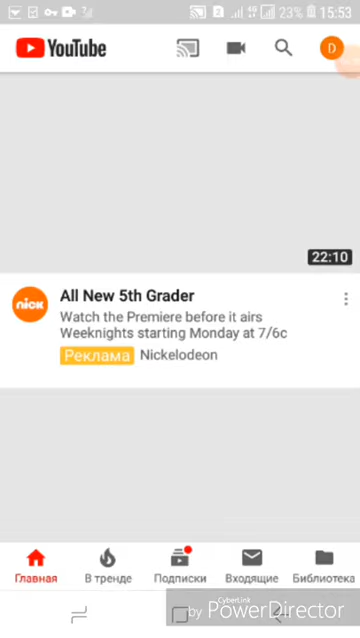 23% 15:53
YouTube
D
22:10
nick
All New 5th Grader
Watch the Premiere before it airs
Weeknights starting Monday at 7/6c
Реклама Nickelodeon
Главная В тренде Подписки Входящие Библиотека
CyberLink
by PowerDirector